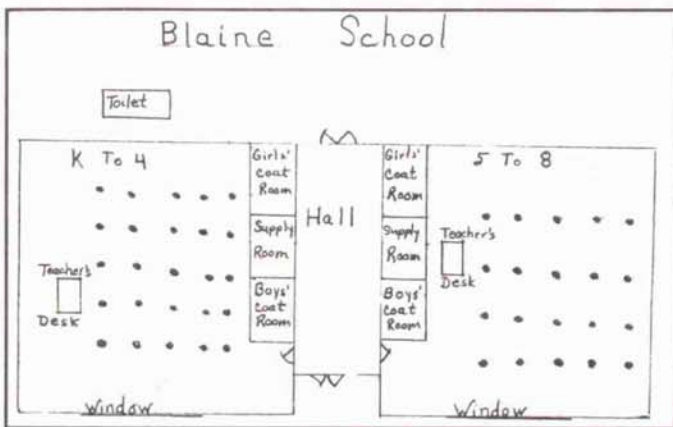 Blaine School
Toilet
K To 4
Girls'
Coat
Room
Supply
Room
Boys'
Coat
Room
Teacher's
Desk
Window
Hall
Girls'
Coat
Room
Supply
Room
Boys'
Coat
Room
5 To 8
Teacher's
Desk
Window